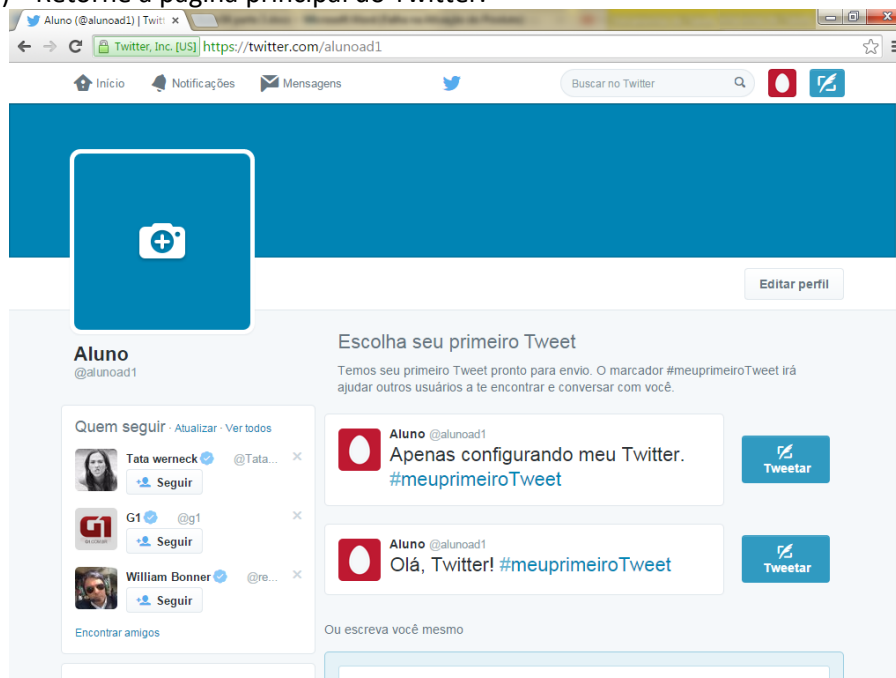 Retorne à página principal do Twitter.
Aluno (@alunoad1) | Twitt
Twitter, Inc. [US] https://twitter.com/alunoad1
Início Notificações Mensagens Buscar no Twitter
Editar perfil
Aluno
@alunoad1
Quem seguir · Atualizar · Ver todos
Tata werneck @Tata...
Seguir
G1 @g1
Seguir
William Bonner @re...
Seguir
Encontrar amigos
Escolha seu primeiro Tweet
Temos seu primeiro Tweet pronto para envio. O marcador #meuprimeiroTweet irá
ajudar outros usuários a te encontrar e conversar com você.
Aluno @alunoad1
Apenas configurando meu Twitter.
#meuprimeiroTweet
Tweetar
Aluno @alunoad1
Olá, Twitter! #meuprimeiroTweet
Tweetar
Ou escreva você mesmo